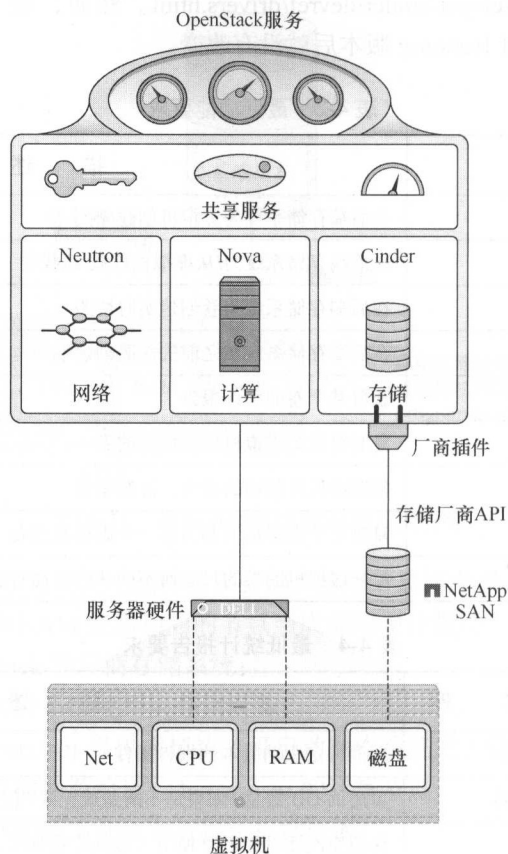 OpenStack服务
共享服务
Neutron
Nova
Cinder
网络
计算
存储
厂商插件
存储厂商API
服务器硬件
DELL
NetApp
SAN
Net
CPU
RAM
磁盘
虚拟机